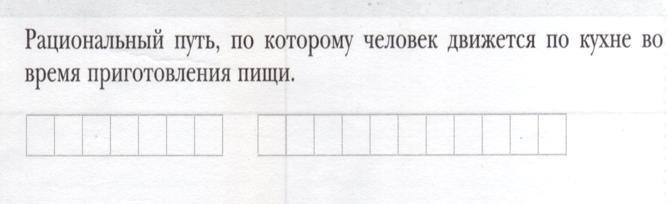 Рациональный путь, по которому человек движется по кухне во
время приготовления пищи.